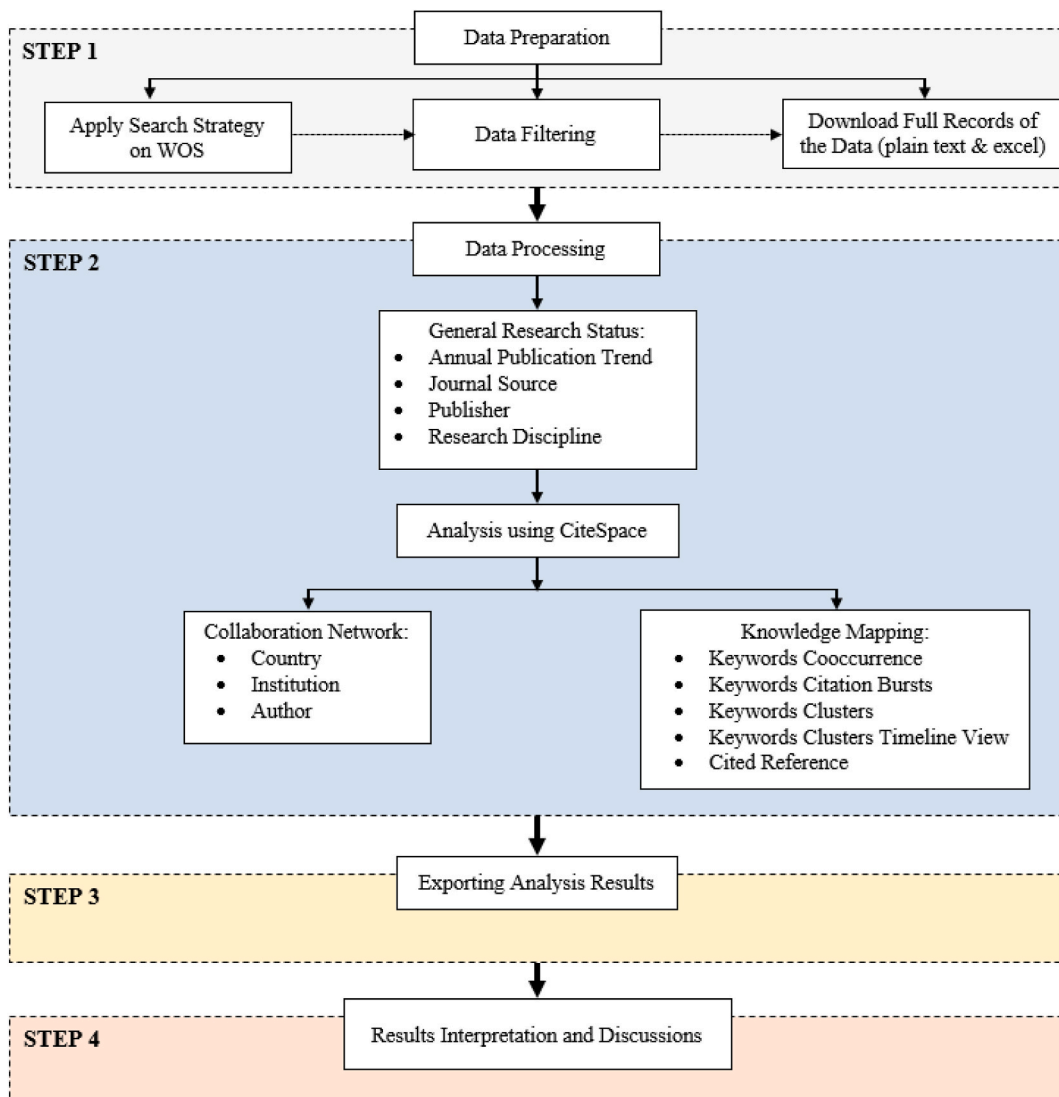 Data Preparation
STEP 1
Apply Search Strategy
on WOS
Data Filtering
Download Full Records of
the Data (plain text & excel)
Data Processing
STEP 2
General Research Status:
• Annual Publication Trend
• Journal Source
• Publisher
• Research Discipline
Analysis using CiteSpace
Collaboration Network:
• Country
• Institution
• Author
Knowledge Mapping:
• Keywords Cooccurrence
• Keywords Citation Bursts
• Keywords Clusters
• Keywords Clusters Timeline View
• Cited Reference
Exporting Analysis Results
STEP 3
Results Interpretation and Discussions
STEP 4